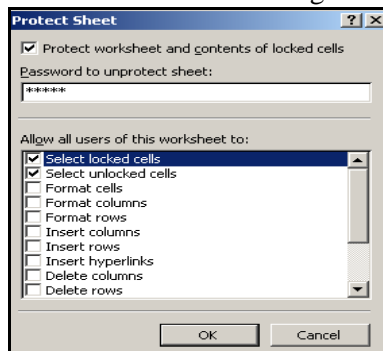 Protect Sheet
Protect worksheet and contents of locked cells
Password to unprotect sheet:
*****
Allow all users of this worksheet to:
Select locked cells
Select unlocked cells
Format cells
Format columns
Format rows
Insert columns
Insert rows
Insert hyperlinks
Delete columns
Delete rows
OK Cancel